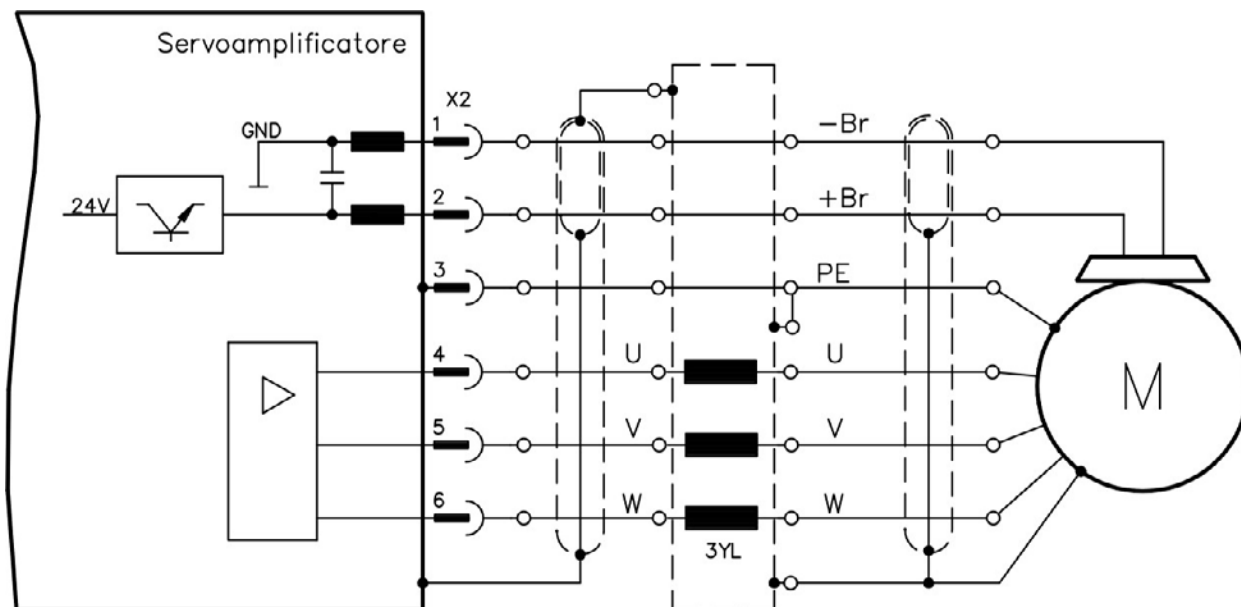 Servoamplificatore
X2
GND
1
-Br
24V
2
+Br
3
PE
4
U
U
5
V
V
6
W
W
3YL
M